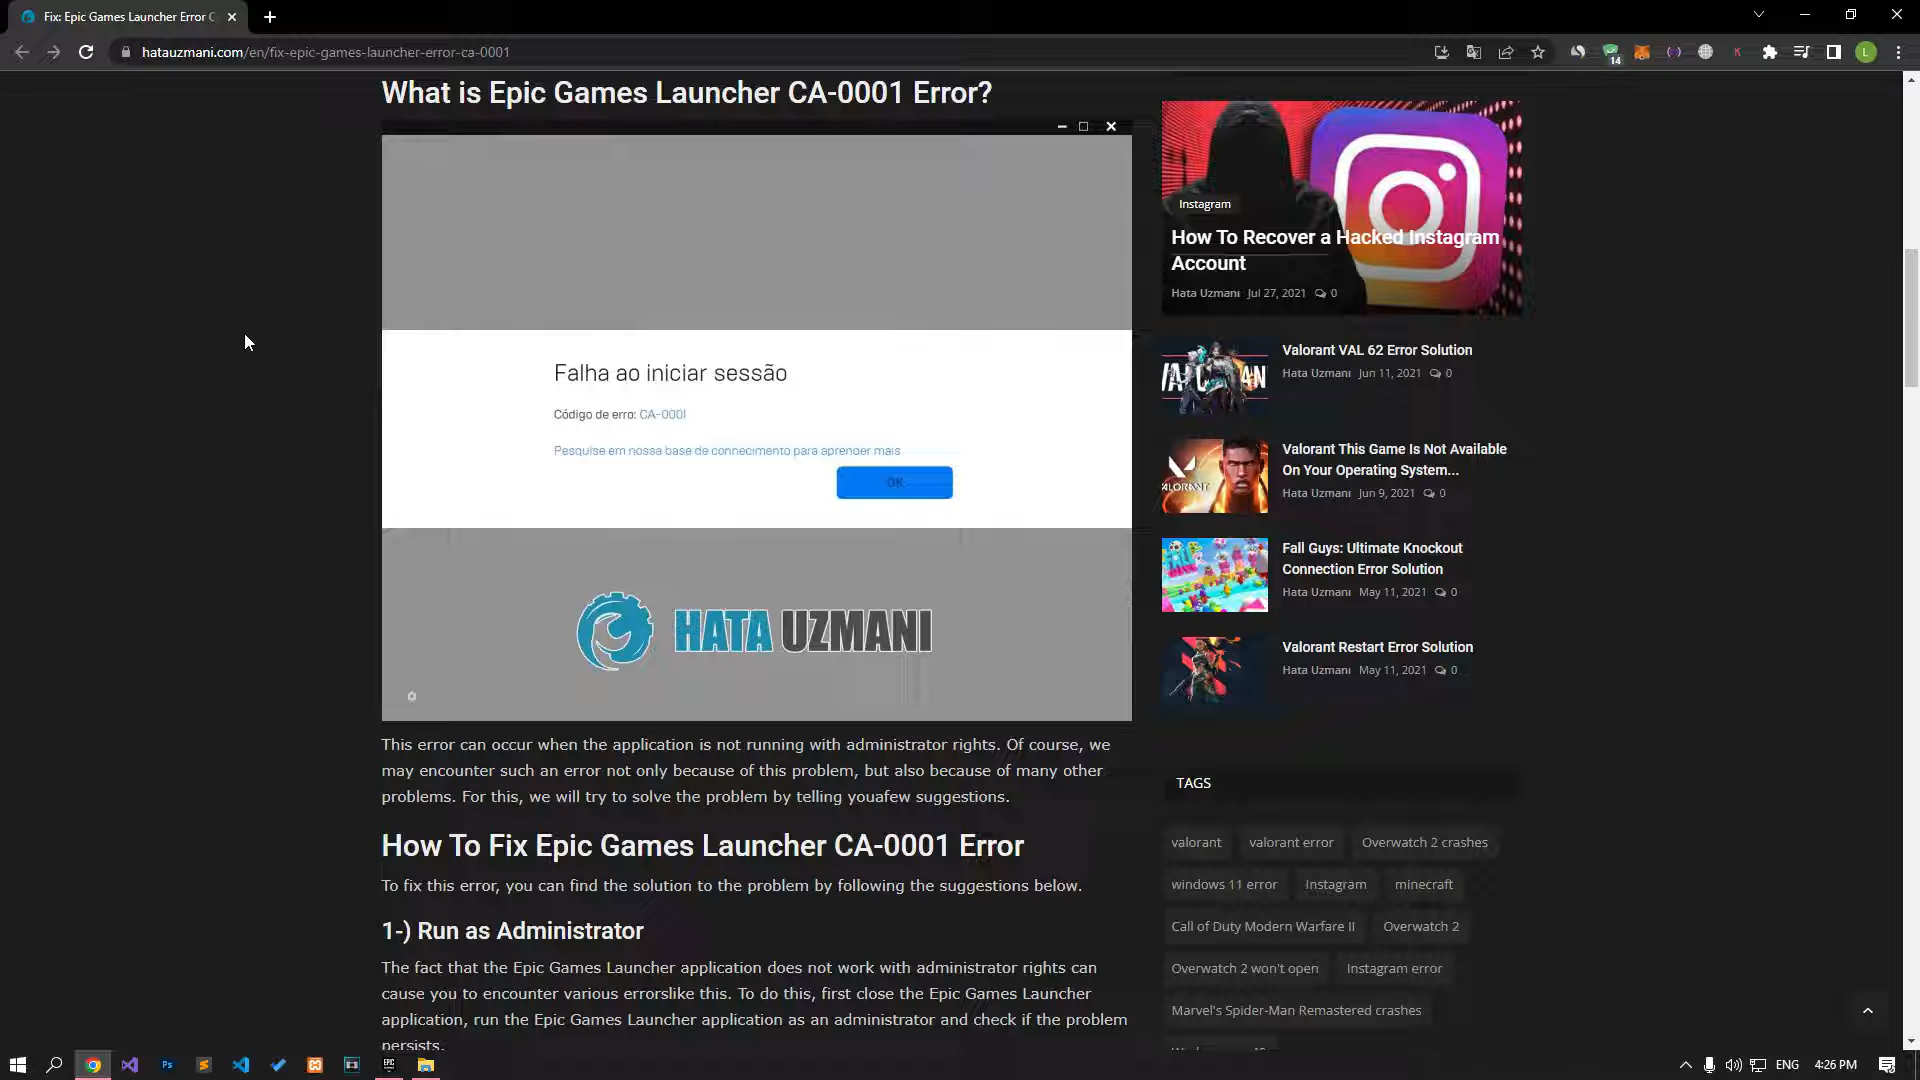 Fix: Epic Games Launcher Error C
hatauzmani.com/en/fix-epic-games-launcher-error-ca-0001
14
K
L
What is Epic Games Launcher CA-0001 Error?
Falha ao iniciar sessão
Código de erro: CA-0001
Pesquise em nossa base de connecimento para aprender mais
OK
HATA UZMANI
This error can occur when the application is not running with administrator rights. Of course, we
may encounter such an error not only because of this problem, but also because of many other
problems. For this, we will try to solve the problem by telling youafew suggestions.
How To Fix Epic Games Launcher CA-0001 Error
To fix this error, you can find the solution to the problem by following the suggestions below.
1-) Run as Administrator
The fact that the Epic Games Launcher application does not work with administrator rights can
cause you to encounter various errorslike this. To do this, first close the Epic Games Launcher
application, run the Epic Games Launcher application as an administrator and check if the problem
persists.
Instagram
How To Recover a Hacked Instagram
Account
Hata Uzmanı Jul 27, 2021 0
Valorant VAL 62 Error Solution
Hata Uzmanı Jun 11, 2021 0
VALORANT
Valorant This Game Is Not Available
On Your Operating System...
Hata Uzmanı Jun 9, 2021 0
Fall Guys: Ultimate Knockout
Connection Error Solution
Hata Uzmanı May 11, 2021 0
Valorant Restart Error Solution
Hata Uzmanı May 11, 2021 0
TAGS
valorant valorant error Overwatch 2 crashes
windows 11 error Instagram minecraft
Call of Duty Modern Warfare II Overwatch 2
Overwatch 2 won't open Instagram error
Marvel's Spider-Man Remastered crashes
Ps
EPIC
ENG
4:26 PM